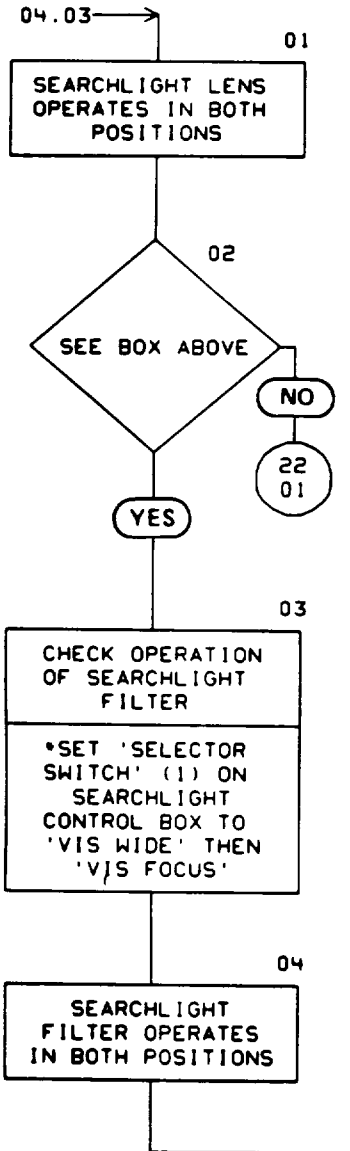 04.03
01
SEARCHLIGHT LENS
OPERATES IN BOTH
POSITIONS
02
SEE BOX ABOVE
NO
22
01
YES
03
CHECK OPERATION
OF SEARCHLIGHT
FILTER
*SET 'SELECTOR
SWITCH' (1) ON
SEARCHLIGHT
CONTROL BOX TO
'VIS WIDE' THEN
'VIS FOCUS'
04
SEARCHLIGHT
FILTER OPERATES
IN BOTH POSITIONS